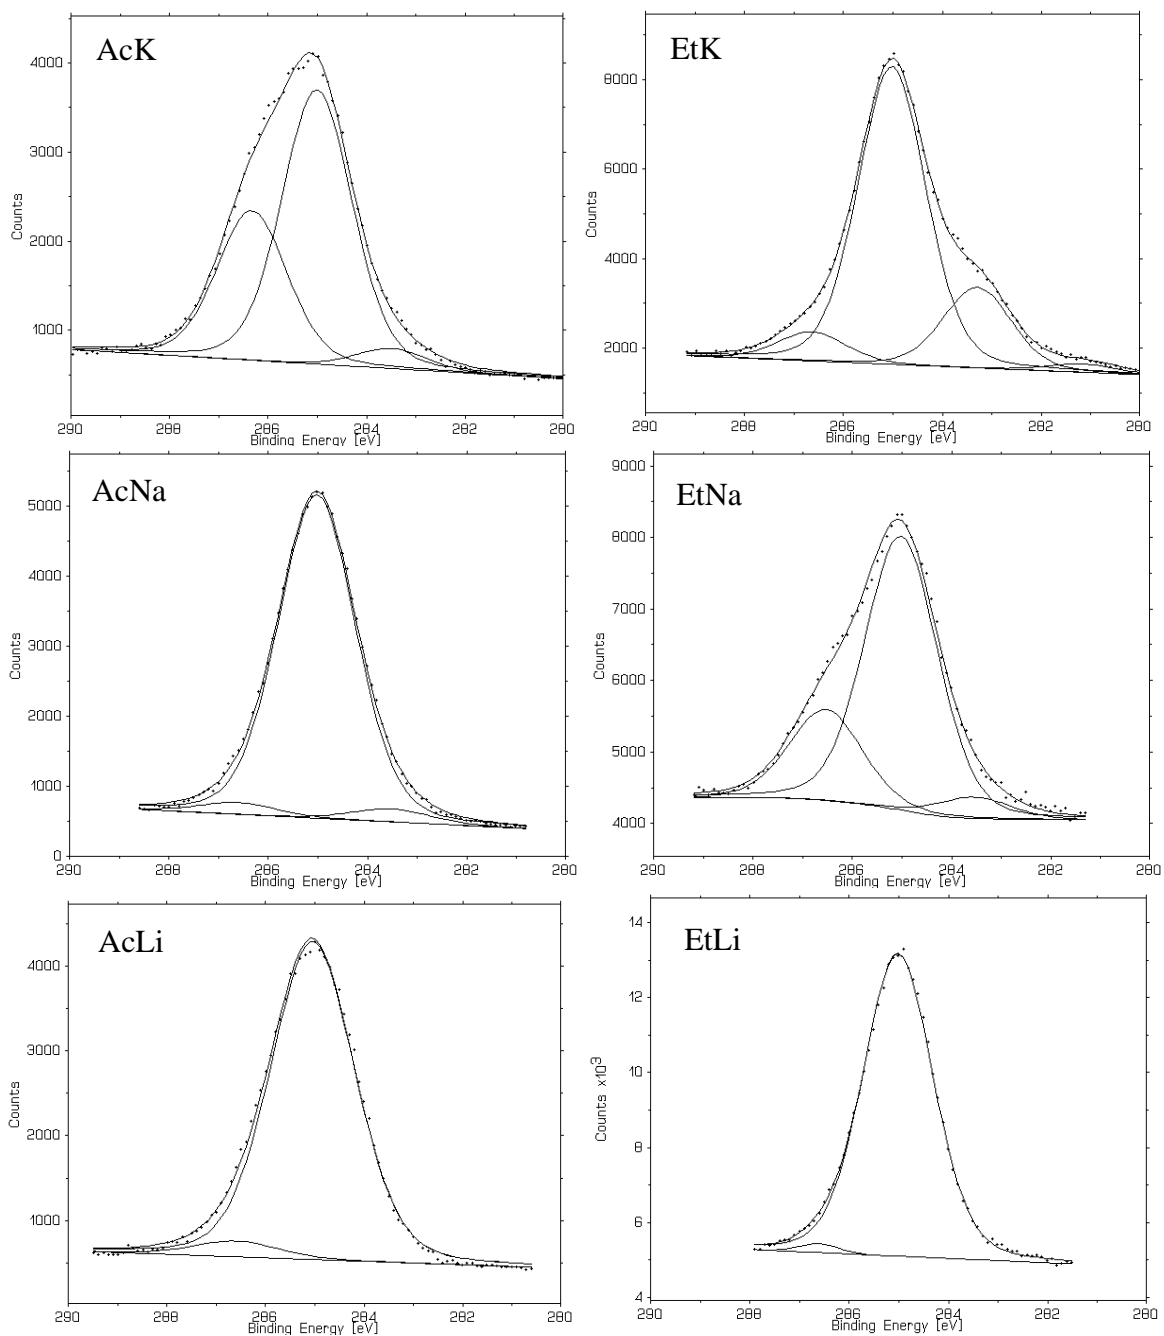 AcK
4000
3000
2000
1000
Counts
290 288 286 284 282 280
Binding Energy [eV]
EtK
8000
6000
4000
2000
Counts
288 286 284 282 280
Binding Energy [eV]
AcNa
5000
4000
3000
2000
1000
0
Counts
290 288 286 284 282 280
Binding Energy [eV]
EtNa
9000
8000
7000
6000
5000
4000
Counts
290 288 286 284 282 280
Binding Energy [eV]
AcLi
4000
3000
2000
1000
Counts
290 288 286 284 282 280
Binding Energy [eV]
EtLi
14
12
10
8
6
4
Counts x10³
290 288 286 284 282 280
Binding Energy [eV]